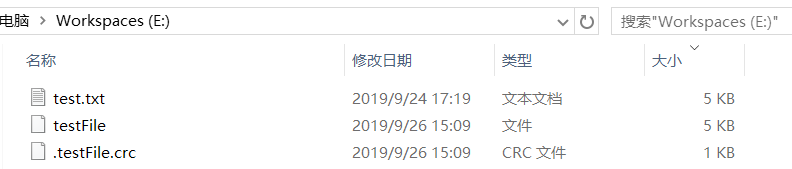 电脑 > Workspaces (E:) 搜索"Workspaces (E:)"
名称 修改日期 类型 大小
test.txt 2019/9/24 17:19 文本文档 5 KB
testFile 2019/9/26 15:09 文件 5 KB
.testFile.crc 2019/9/26 15:09 CRC 文件 1 KB